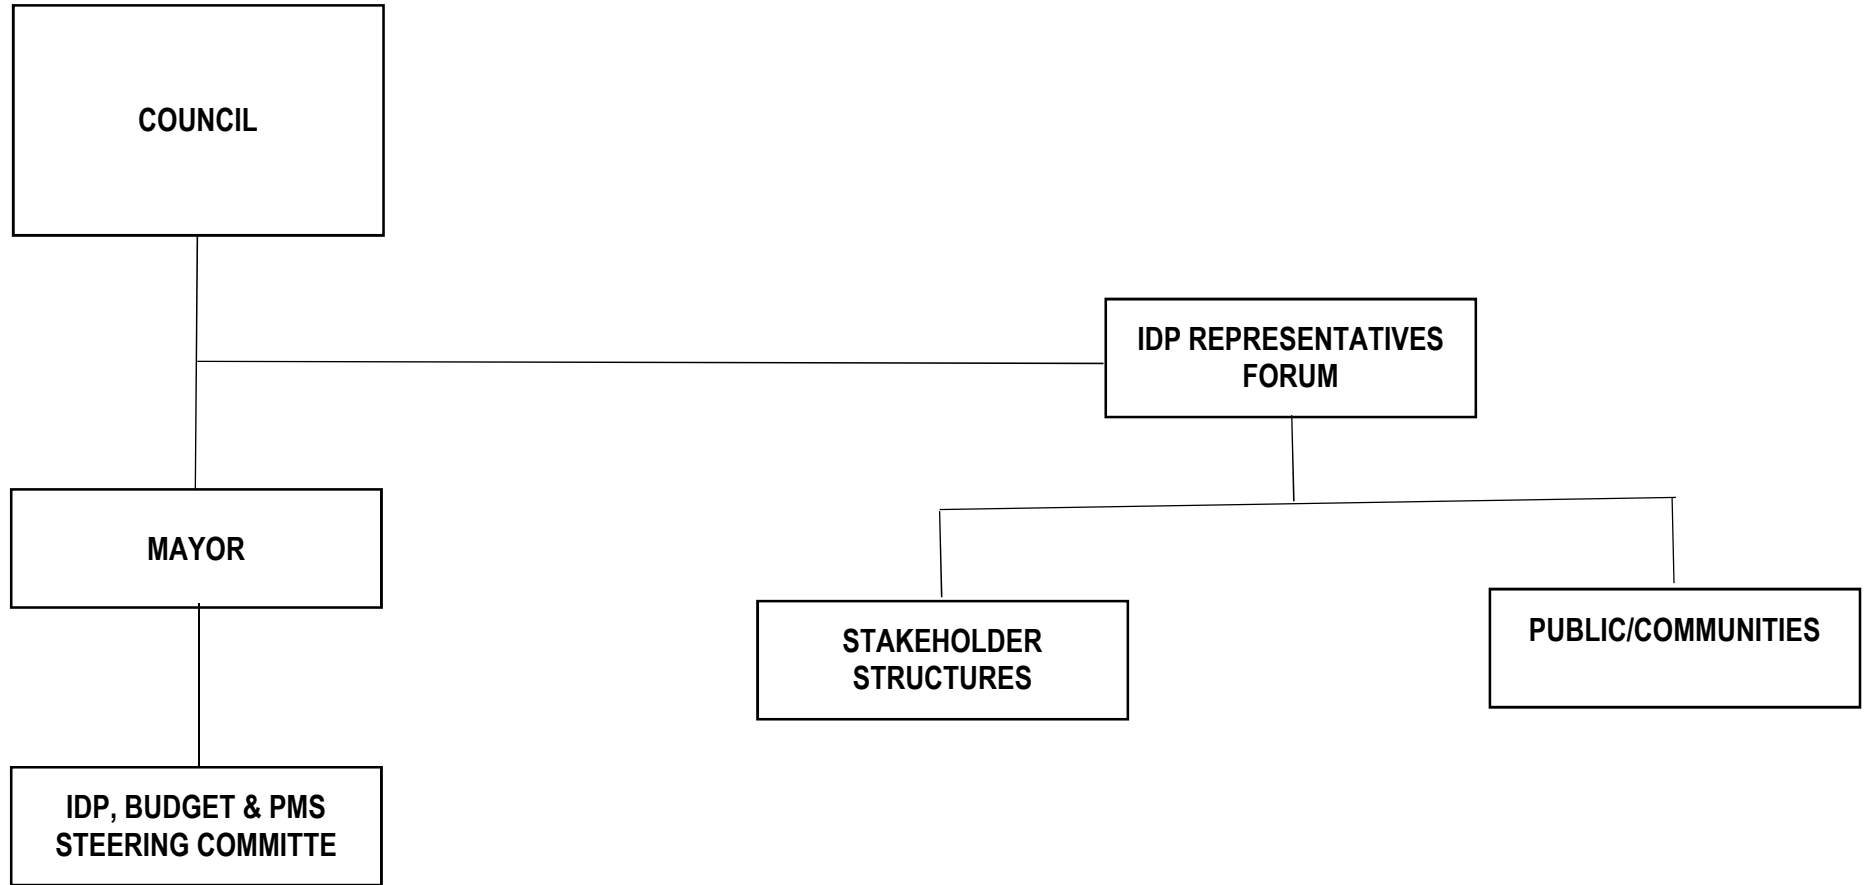 COUNCIL
IDP REPRESENTATIVES
FORUM
MAYOR
STAKEHOLDER
STRUCTURES
PUBLIC/COMMUNITIES
IDP, BUDGET & PMS
STEERING COMMITTE